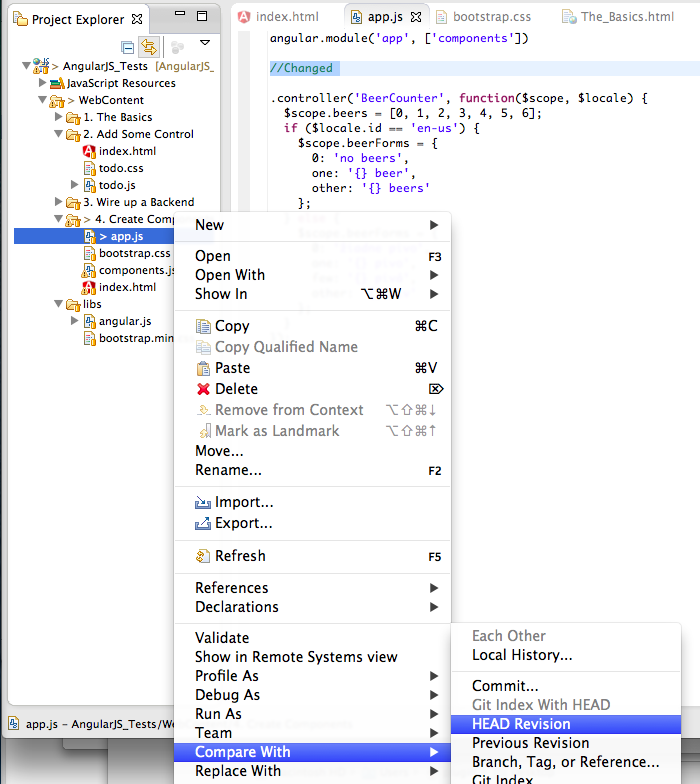 Project Explorer
index.html
app.js
bootstrap.css
The_Basics.html
> AngularJS_Tests [AngularJS_
JavaScript Resources
> WebContent
1. The Basics
2. Add Some Control
index.html
todo.css
todo.js
3. Wire up a Backend
> 4. Create Comp
> app.js
bootstrap.css
components.js
index.html
libs
angular.js
bootstrap.min
angular.module('app', ['components'])
//Changed
.controller('BeerCounter', function($scope, $locale) {
$scope.beers = [0, 1, 2, 3, 4, 5, 6];
if ($locale.id == 'en-us') {
$scope.beerForms = {
0: 'no beers',
one: '{} beer',
other: '{} beers'
};
New
Open F3
Open With
Show In ⌥⌘W
Copy ⌘C
Copy Qualified Name
Paste ⌘V
Delete ⌦
Remove from Context ⌥⇧⌘↓
Mark as Landmark ⌥⇧⌘↑
Move...
Rename... F2
Import...
Export...
Refresh F5
References
Declarations
Validate
Show in Remote Systems view
Profile As
Debug As
Run As
Team
Compare With
Replace With
Each Other
Local History...
Commit...
Git Index With HEAD
HEAD Revision
Previous Revision
Branch, Tag, or Reference...
Git Index
app.js – AngularJS_Tests/We